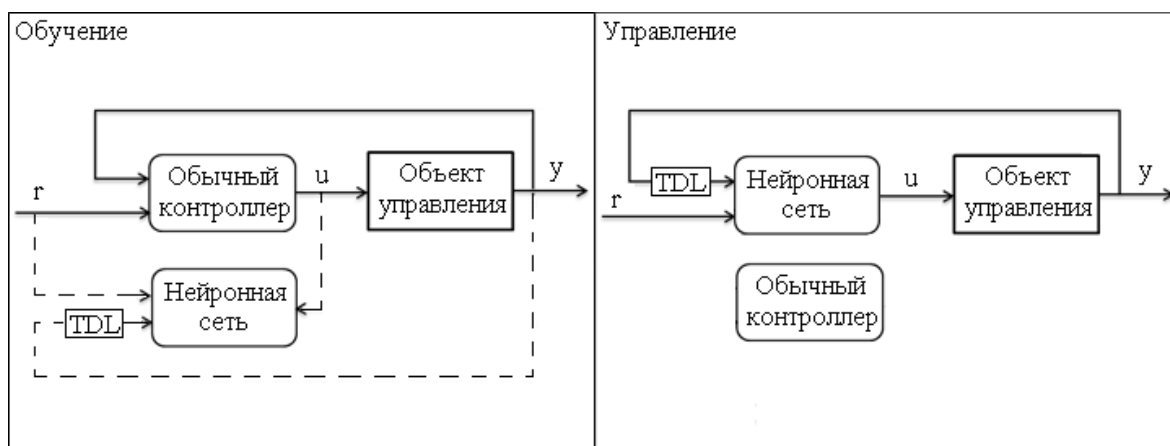 Обучение
Обычный
контроллер
u
Объект
управления
y
r
Нейронная
сеть
TDL
Управление
TDL
Нейронная
сеть
u
Объект
управления
y
r
Обычный
контроллер